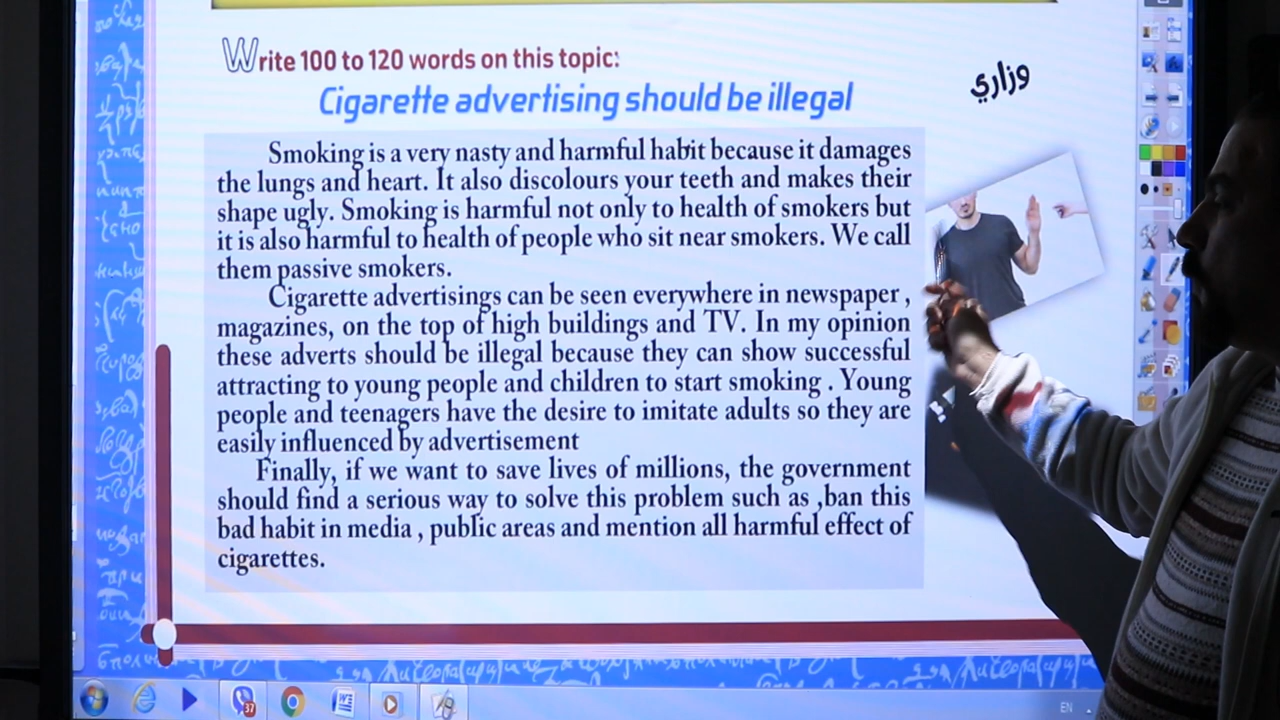 Write 100 to 120 words on this topic:
Cigarette advertising should be illegal
وزاري
Smoking is a very nasty and harmful habit because it damages
the lungs and heart. It also discolours your teeth and makes their
shape ugly. Smoking is harmful not only to health of smokers but
it is also harmful to health of people who sit near smokers. We call
them passive smokers.
Cigarette advertisings can be seen everywhere in newspaper ,
magazines, on the top of high buildings and TV. In my opinion
these adverts should be illegal because they can show successful
attracting to young people and children to start smoking . Young
people and teenagers have the desire to imitate adults so they are
easily influenced by advertisement
Finally, if we want to save lives of millions, the government
should find a serious way to solve this problem such as ,ban this
bad habit in media , public areas and mention all harmful effect of
cigarettes.
37
EN